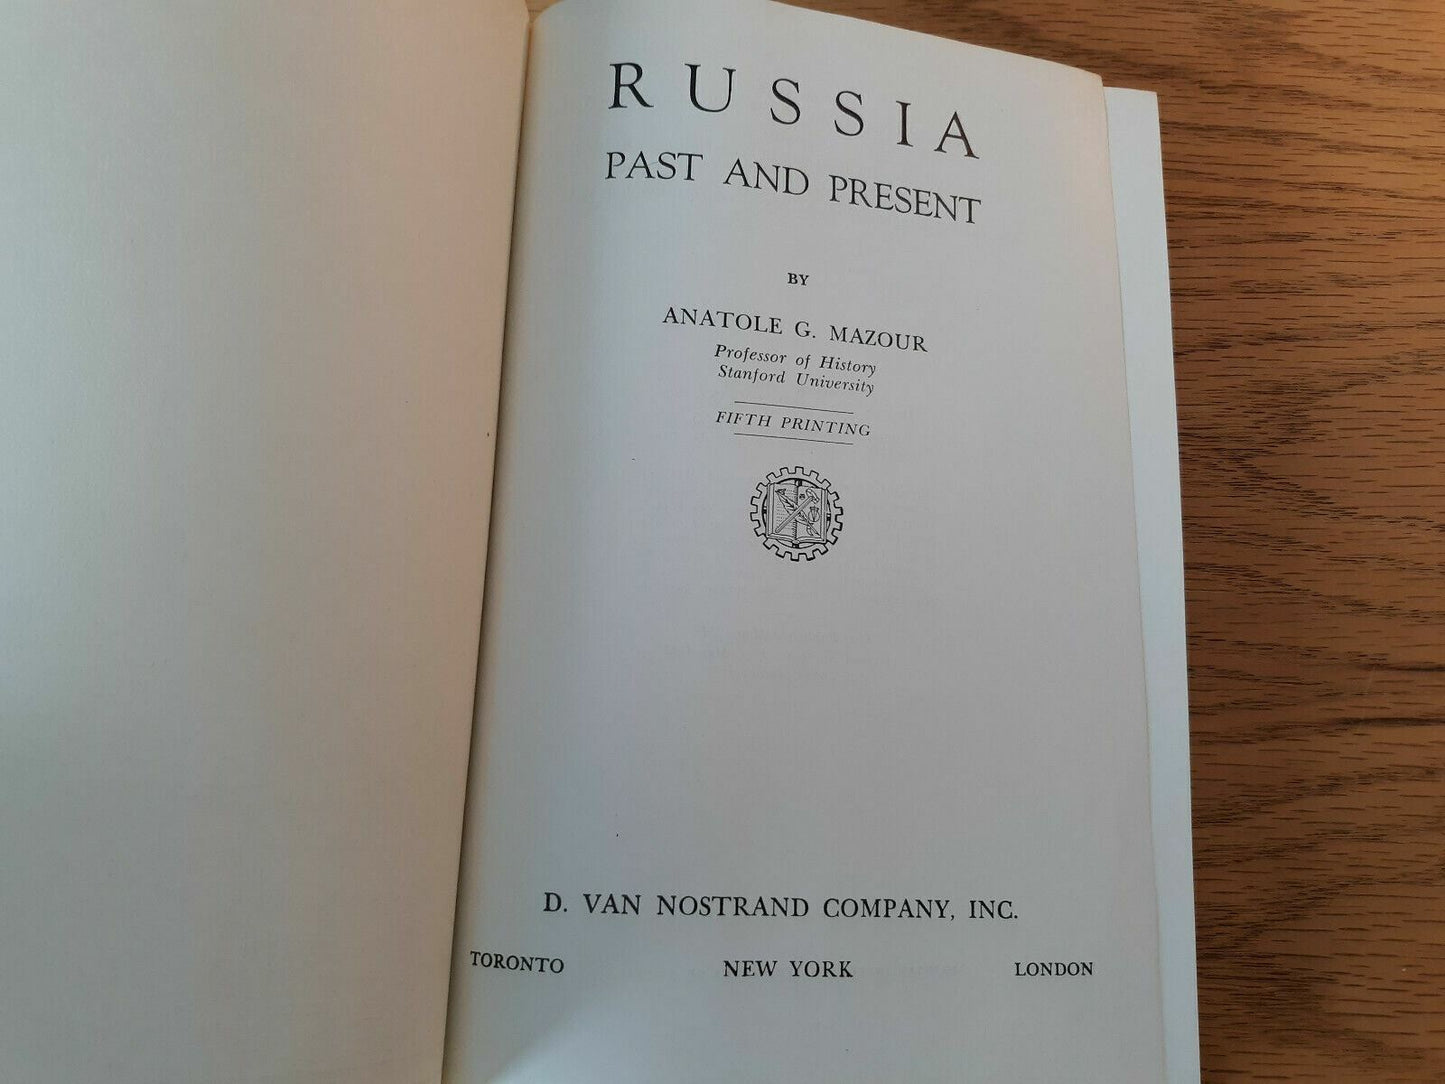 RUSSIA
PAST AND PRESENT
BY
ANATOLE G. MAZOUR
Professor of History
Stanford University
FIFTH PRINTING
D. VAN NOSTRAND COMPANY, INC.
TORONTO NEW YORK LONDON